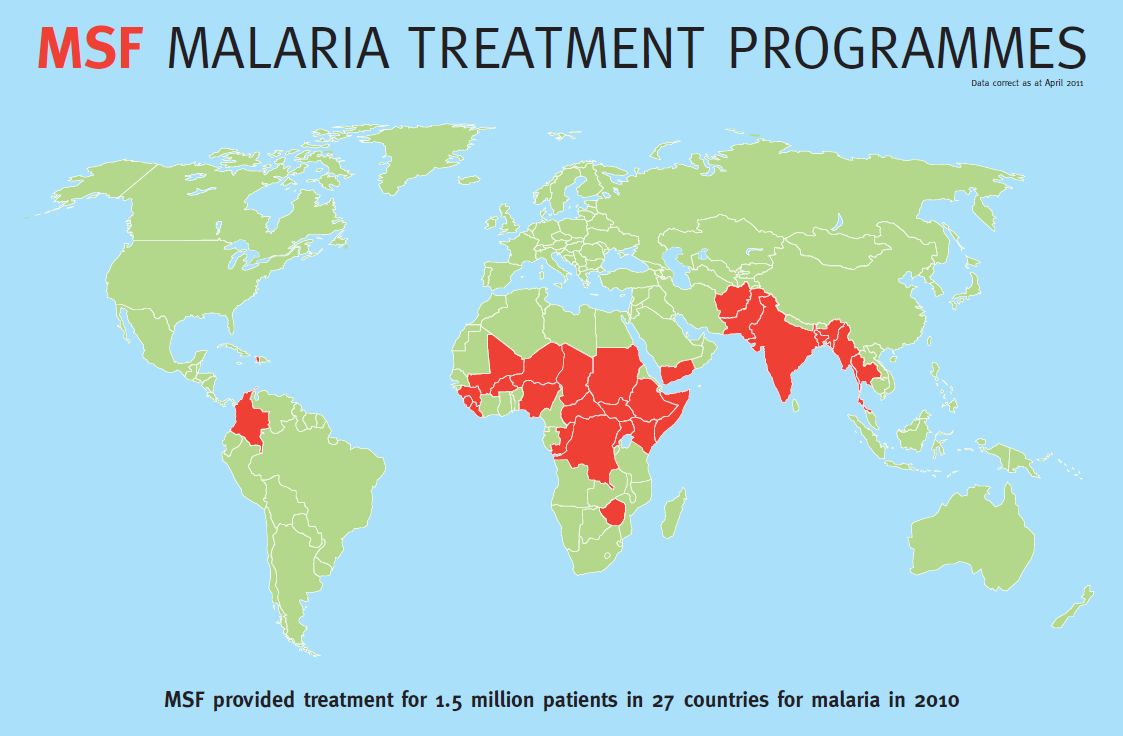 MSF MALARIA TREATMENT PROGRAMMES
Data correct as at April 2011
MSF provided treatment for 1.5 million patients in 27 countries for malaria in 2010